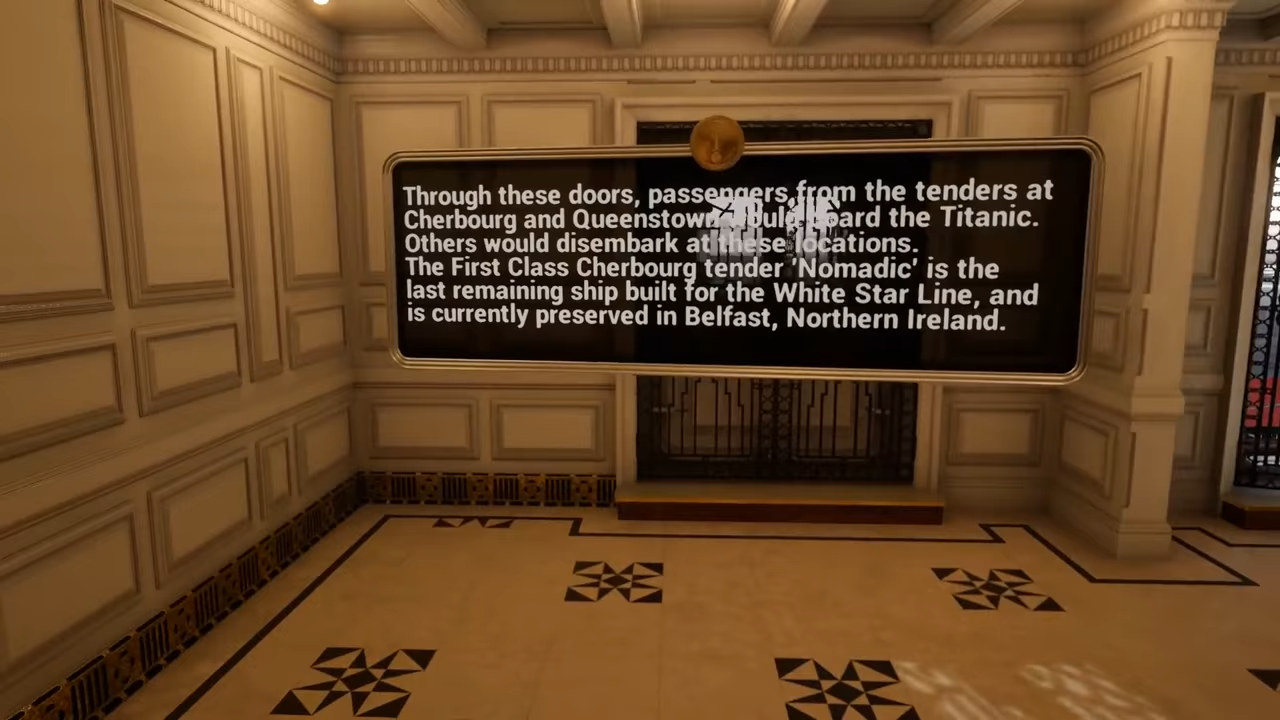 Through these doors, passengers from the tenders at
Cherbourg and Queenstown would board the Titanic.
Others would disembark at these locations.
The First Class Cherbourg tender 'Nomadic' is the
last remaining ship built for the White Star Line, and
is currently preserved in Belfast, Northern Ireland.